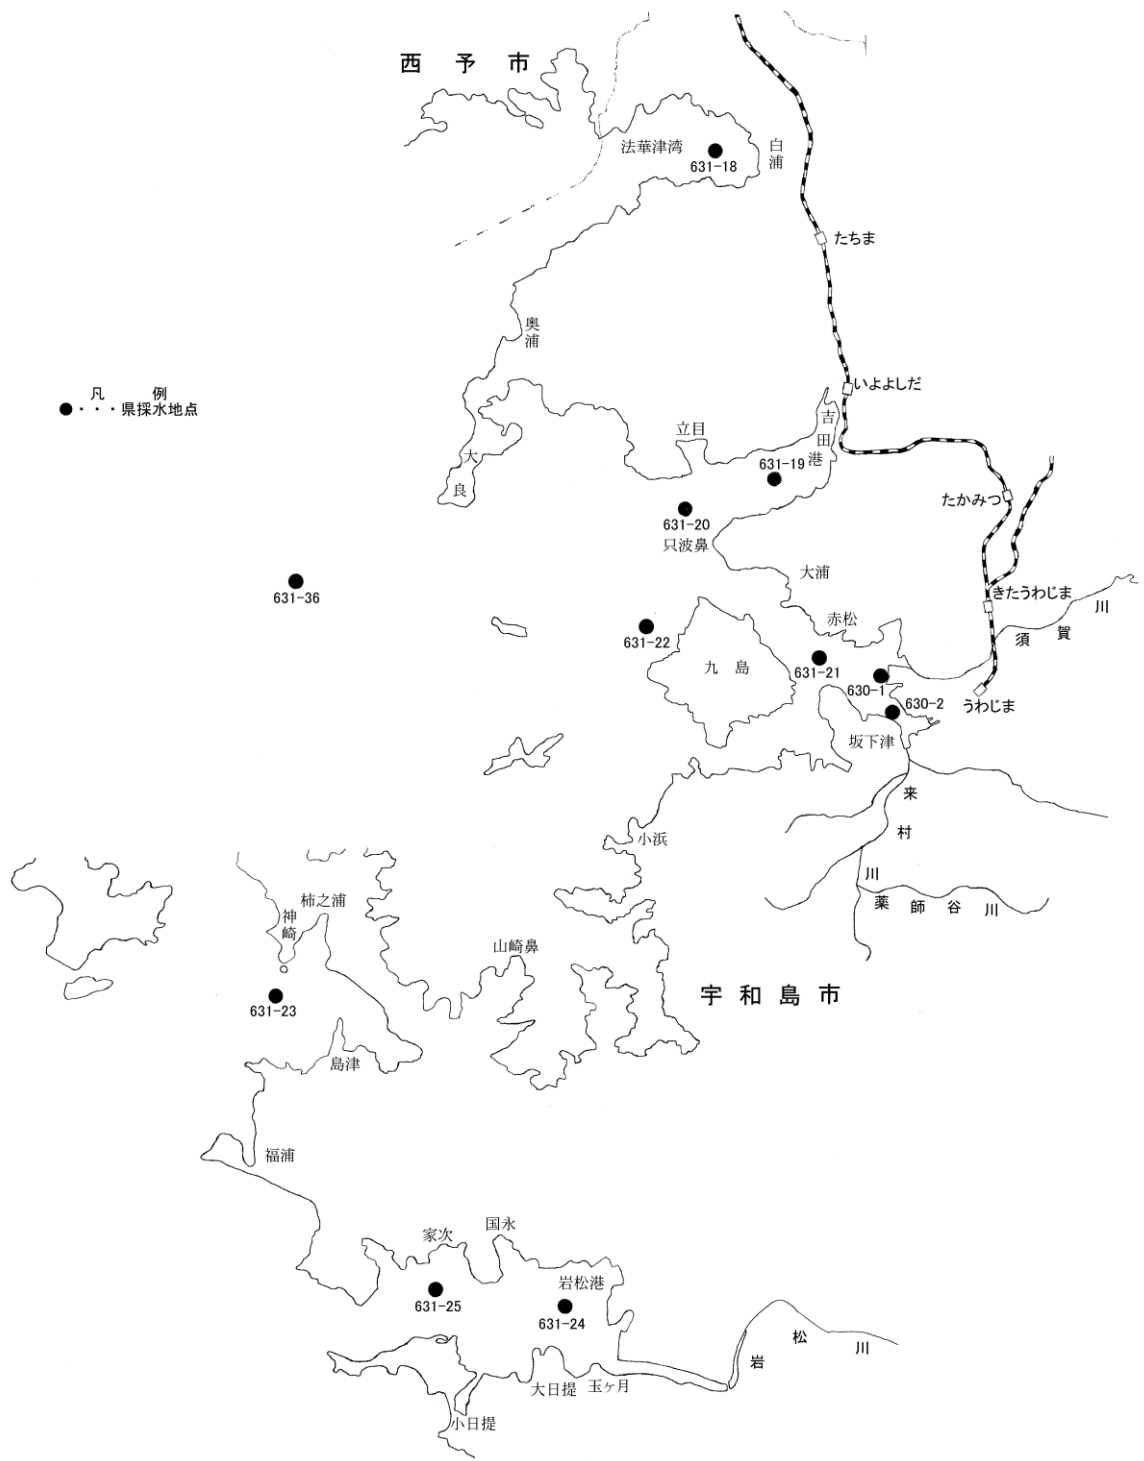 西予市
法華津湾
631-18
白浦
たちま
奥浦
いよよしだ
凡例
●・・・県採水地点
吉田港
立目
大良
631-19
631-20
只波鼻
たかみつ
大浦
631-36
きたうわじま
須賀川
赤松
631-22
九島
631-21
630-1
630-2
うわじま
坂下津
来村川
小浜
薬師谷川
柿之浦
神崎
山崎鼻
宇和島市
631-23
島津
福浦
国永
家次
岩松港
631-25
631-24
岩松川
大日提
玉ヶ月
小日提